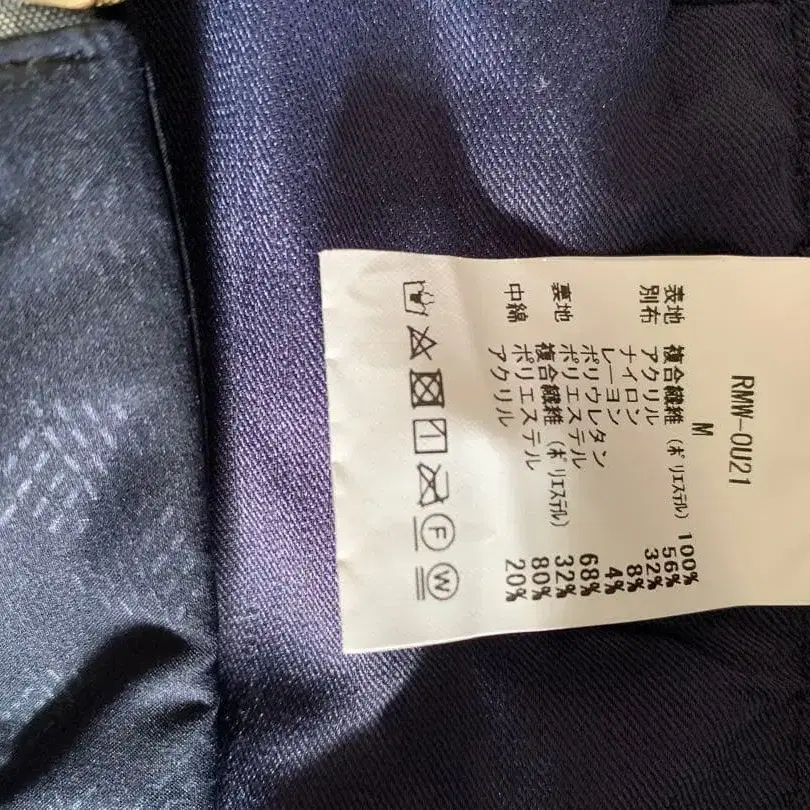 RMW-OU21
M
表地 複合繊維(ポリエステル) 100%
別布 アクリル 56%
ナイロン 32%
レーヨン 8%
ポリウレタン 4%
裏地 ポリエステル 68%
複合繊維(ポリエステル) 32%
中綿 ポリエステル 80%
アクリル 20%
F W